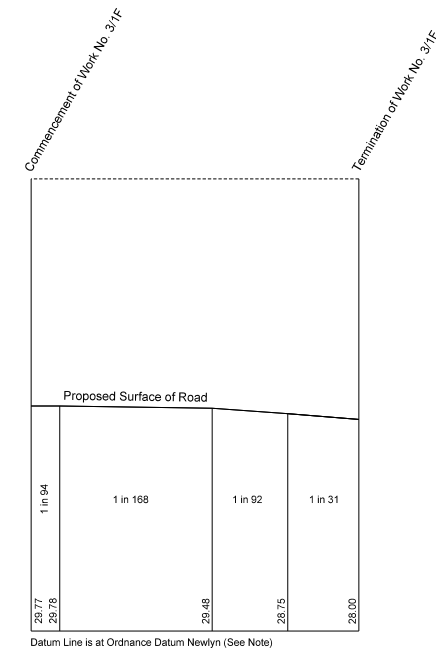 Commencement of Work No. 3/1F
Termination of Work No. 3/1F
Proposed Surface of Road
1 in 94
1 in 168
1 in 92
1 in 31
29.77
29.78
29.48
28.75
28.00
Datum Line is at Ordnance Datum Newlyn (See Note)